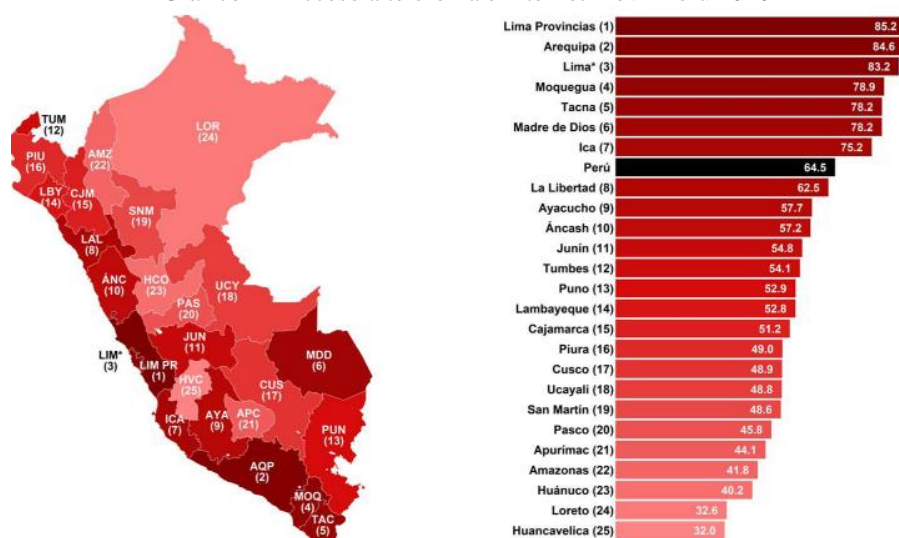 TUM
(12)
LOR
(24)
PIU
(16)
AMZ
(22)
LBY
(14)
CJM
(15)
SNM
(19)
LAL
(8)
ÁNC
(10)
HCO
(23)
UCY
(18)
PAS
(20)
JUN
(11)
LIM*
(3)
LIM PR
(1)
MDD
(6)
HVC
(25)
CUS
(17)
ICA
(7)
AYA
(9)
APC
(21)
PUN
(13)
AQP
(2)
MOQ
(4)
TAC
(5)
Lima Provincias (1) 85.2
Arequipa (2) 84.6
Lima* (3) 83.2
Moquegua (4) 78.9
Tacna (5) 78.2
Madre de Dios (6) 78.2
Ica (7) 75.2
Perú 64.5
La Libertad (8) 62.5
Ayacucho (9) 57.7
Áncash (10) 57.2
Junín (11) 54.8
Tumbes (12) 54.1
Puno (13) 52.9
Lambayeque (14) 52.8
Cajamarca (15) 51.2
Piura (16) 49.0
Cusco (17) 48.9
Ucayali (18) 48.8
San Martín (19) 48.6
Pasco (20) 45.8
Apurímac (21) 44.1
Amazonas (22) 41.8
Huánuco (23) 40.2
Loreto (24) 32.6
Huancavelica (25) 32.0